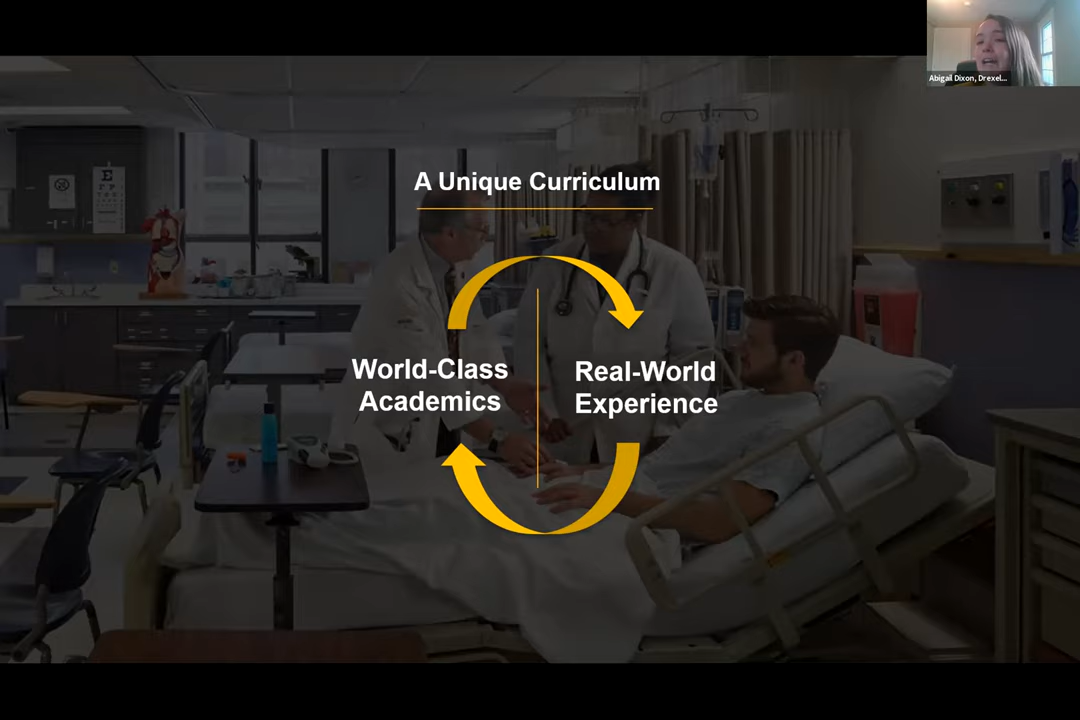 Abigail Dixon, Drexel...
A Unique Curriculum
World-Class
Academics
Real-World
Experience
E